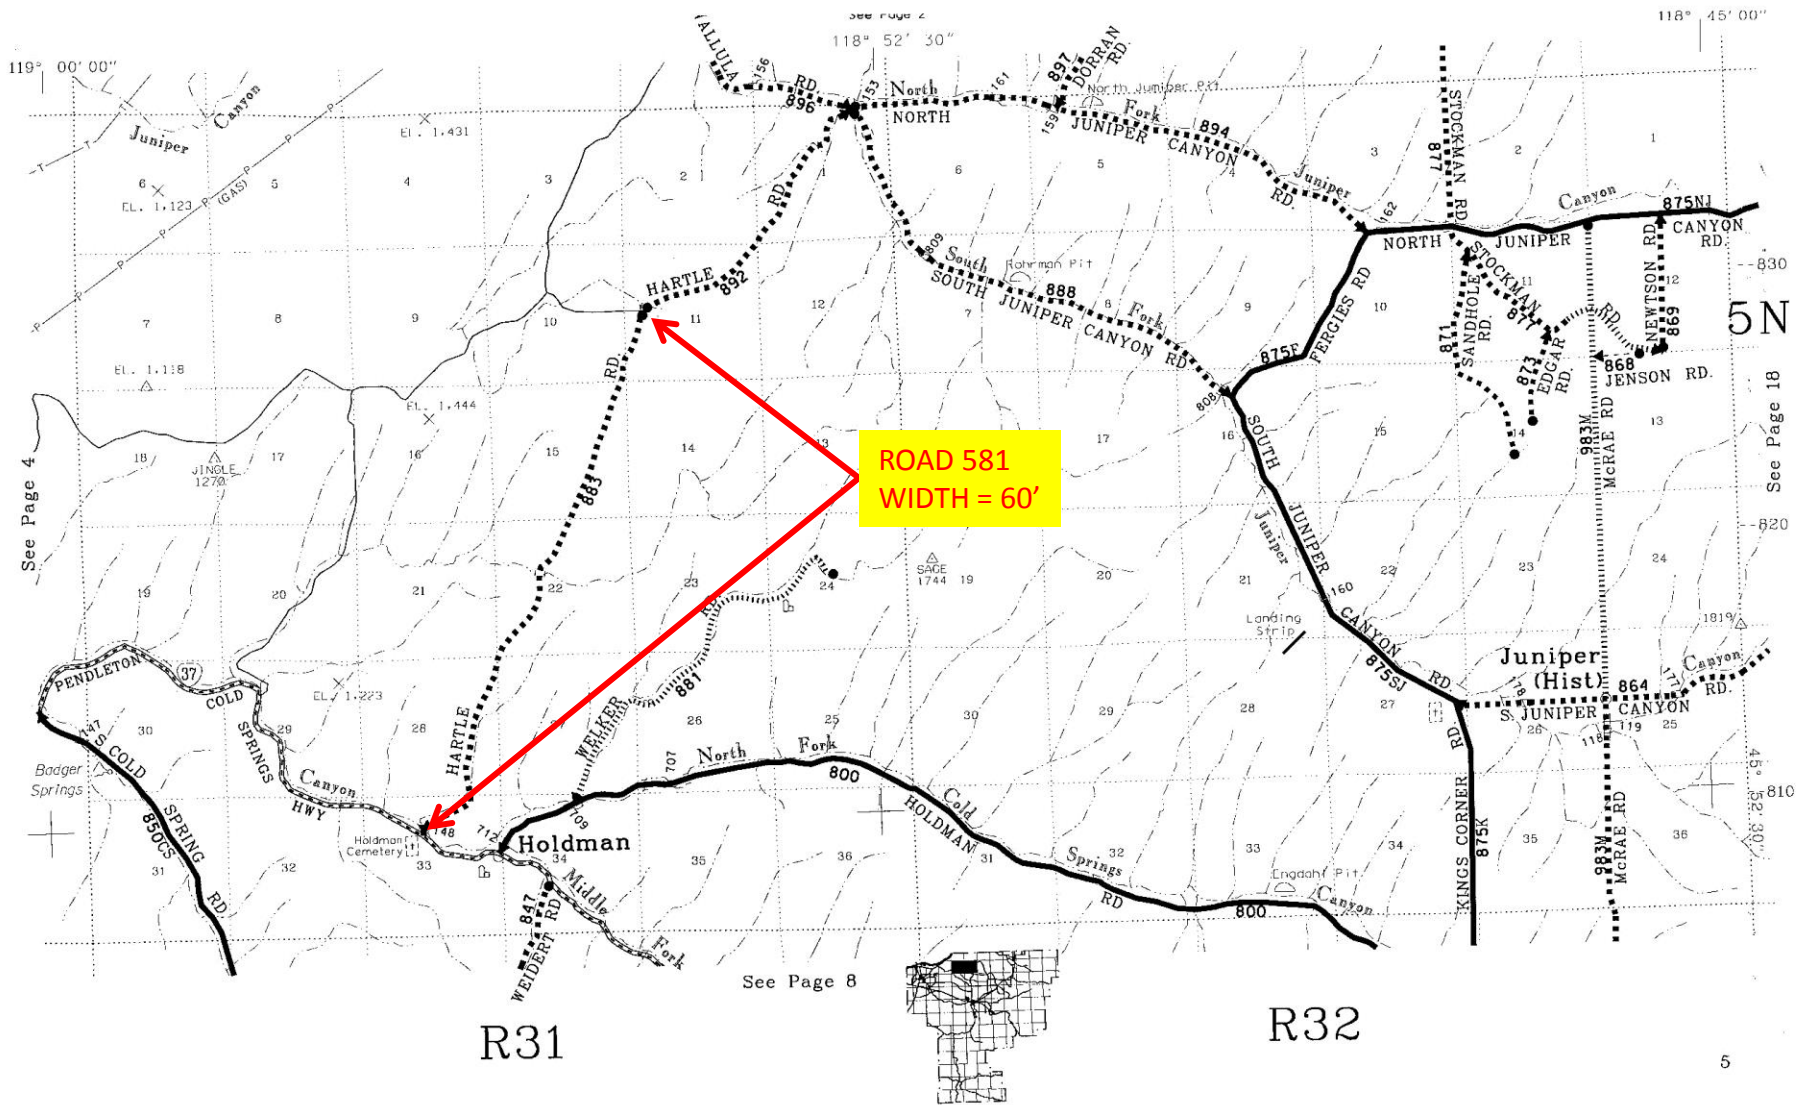 See Page 2
118° 52' 30"
118° 45' 00"
119° 00' 00"
ALLULA
RD.
156
896
153
North
NORTH
161
897
DORRAN
RD.
North Juniper Pit
159
Fork
JUNIPER CANYON
RD.
894
Juniper
162
STOCKMAN RD.
877
Canyon
875NJ
NORTH JUNIPER CANYON
RD.
Juniper Canyon
T
T
P
P
P
P
P
(GAS)
EL. 1,431
EL. 1,123
6
5
4
3
2
1
6
5
4
3
2
1
HARTLE
RD.
892
809
South
Rohrman Pit
SOUTH JUNIPER CANYON RD
888
Fork
FERGIES RD
875F
808
STOCKMAN
877
RD
SANDHOLE
RD.
871
873
EDGAR
RD.
NEWTSON RD.
869
868
JENSON RD.
830
5N
7
8
9
10
11
12
7
8
9
10
11
12
EL. 1,118
EL. 1,444
See Page 4
See Page 18
ROAD 581
WIDTH = 60'
RD.
883
HARTLE
983M
McRAE RD
18
17
16
15
14
13
17
16
15
14
13
JINGLE
1270
820
SOUTH JUNIPER CANYON RD
Juniper
160
875SJ
Landing
Strip
19
20
21
22
23
24
SAGE
1744
19
20
21
22
23
24
1819
PENDLETON
37
COLD
SPRINGS
HWY
Canyon
EL. 1,223
WELKER
RD.
881
Juniper
(Hist)
178
864
177
Canyon
S. JUNIPER CANYON RD.
118
119
30
29
28
26
25
30
29
28
27
26
25
147
S COLD SPRING RD
850CS
Badger
Springs
707
North Fork
800
Cold
HOLDMAN
Springs
RD
800
Canyon
Engdahl Pit
709
712
Holdman
148
Holdman
Cemetery
KINGS CORNER
RD
875K
983M
McRAE RD
810
45° 52' 30"
31
32
33
34
35
36
31
32
33
34
35
36
847
WEIDERT
RD
Middle
Fork
See Page 8
R31
R32
5